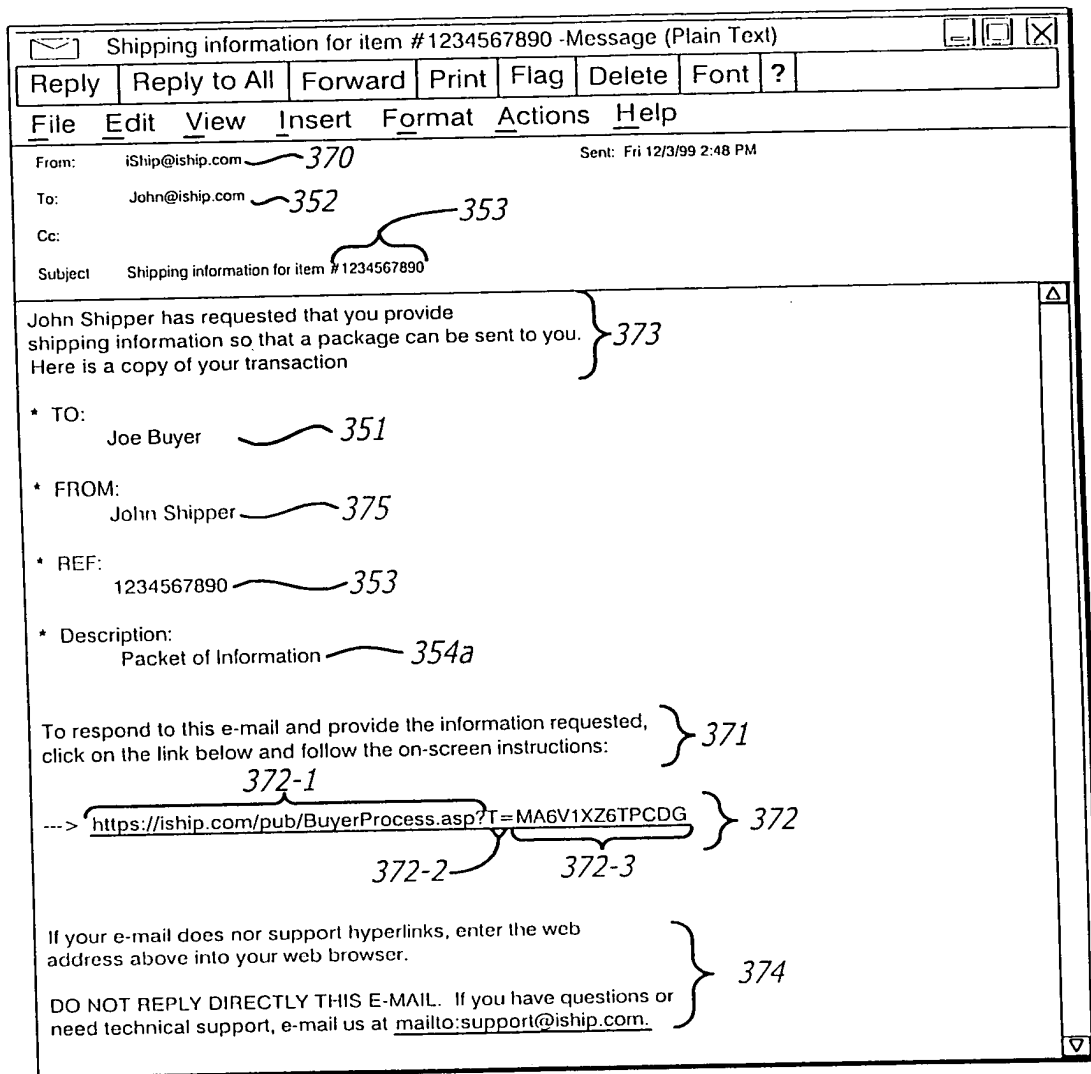 Shipping information for item #1234567890 -Message (Plain Text)
Reply Reply to All Forward Print Flag Delete Font ?
File Edit View Insert Format Actions Help
From: iShip@iship.com 370 Sent: Fri 12/3/99 2:48 PM
To: John@iship.com 352
353
Cc:
Subject Shipping information for item #1234567890
John Shipper has requested that you provide
shipping information so that a package can be sent to you.
Here is a copy of your transaction
373
* TO:
Joe Buyer 351
* FROM:
John Shipper 375
* REF:
1234567890 353
* Description:
Packet of Information 354a
To respond to this e-mail and provide the information requested,
click on the link below and follow the on-screen instructions:
371
372-1
---> https://iship.com/pub/BuyerProcess.asp?T=MA6V1XZ6TPCDG 372
372-2 372-3
If your e-mail does nor support hyperlinks, enter the web
address above into your web browser.
374
DO NOT REPLY DIRECTLY THIS E-MAIL. If you have questions or
need technical support, e-mail us at mailto:support@iship.com.